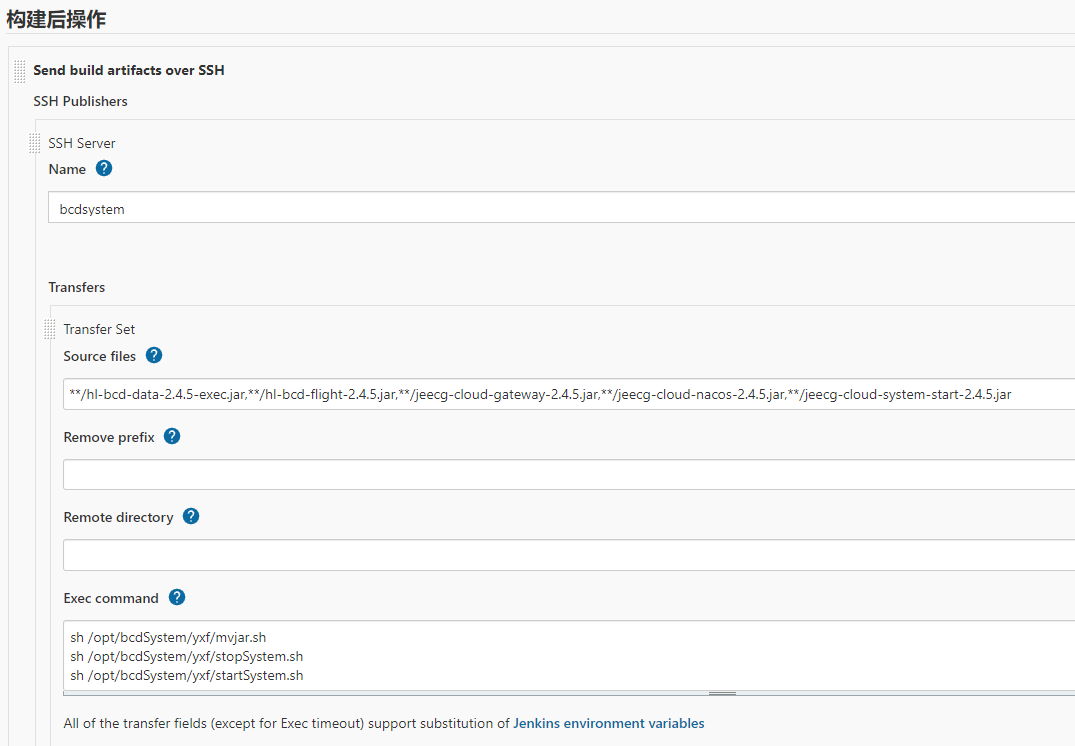 构建后操作
Send build artifacts over SSH
SSH Publishers
SSH Server
Name ?
bcdsystem
Transfers
Transfer Set
Source files ?
**/hl-bcd-data-2.4.5-exec.jar,**/hl-bcd-flight-2.4.5.jar,**/jeecg-cloud-gateway-2.4.5.jar,**/jeecg-cloud-nacos-2.4.5.jar,**/jeecg-cloud-system-start-2.4.5.jar
Remove prefix ?
Remote directory ?
Exec command ?
sh /opt/bcdSystem/yxf/mvjar.sh
sh /opt/bcdSystem/yxf/stopSystem.sh
sh /opt/bcdSystem/yxf/startSystem.sh
All of the transfer fields (except for Exec timeout) support substitution of Jenkins environment variables